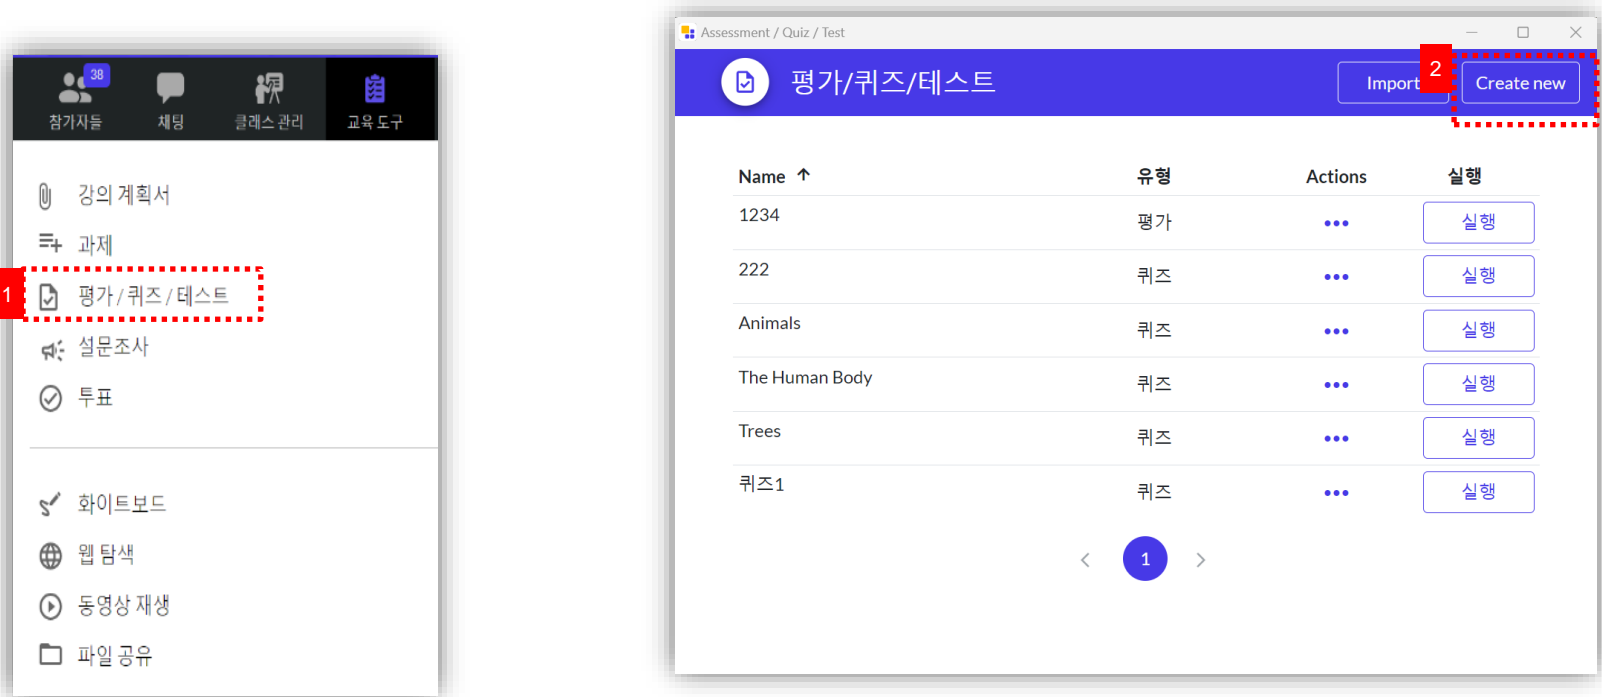 38
참가자들 채팅 클래스 관리 교육 도구
강의 계획서
과제
1
평가 / 퀴즈 / 테스트
설문조사
투표
화이트보드
웹 탐색
동영상 재생
파일 공유
Assessment / Quiz / Test
평가/퀴즈/테스트
Import
2
Create new
Name ↑ 유형 Actions 실행
1234 평가 ••• 실행
222 퀴즈 ••• 실행
Animals 퀴즈 ••• 실행
The Human Body 퀴즈 ••• 실행
Trees 퀴즈 ••• 실행
퀴즈1 퀴즈 ••• 실행
< 1 >